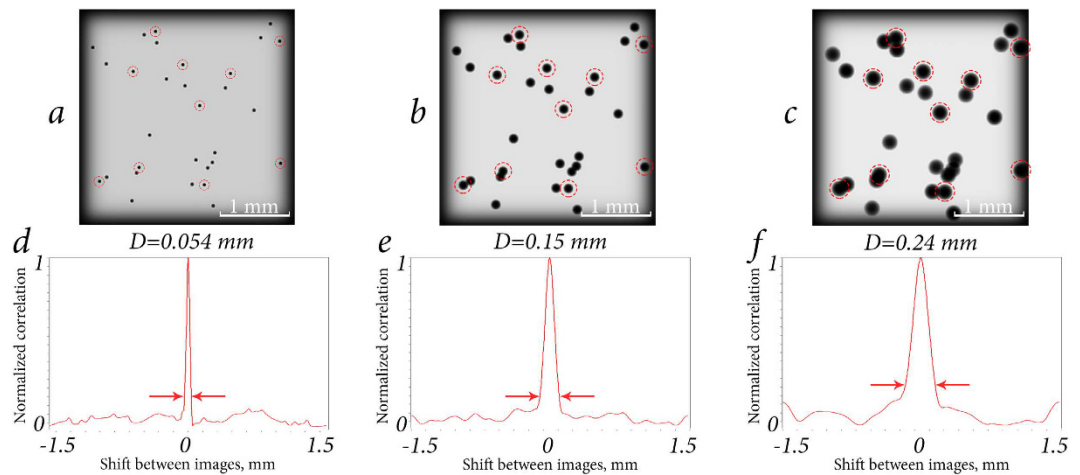 a
b
c
1 mm
1 mm
1 mm
d
D=0.054 mm
e
D=0.15 mm
f
D=0.24 mm
1
1
1
Normalized correlation
Normalized correlation
Normalized correlation
0
0
0
-1.5
0
1.5
-1.5
0
1.5
-1.5
0
1.5
Shift between images, mm
Shift between images, mm
Shift between images, mm